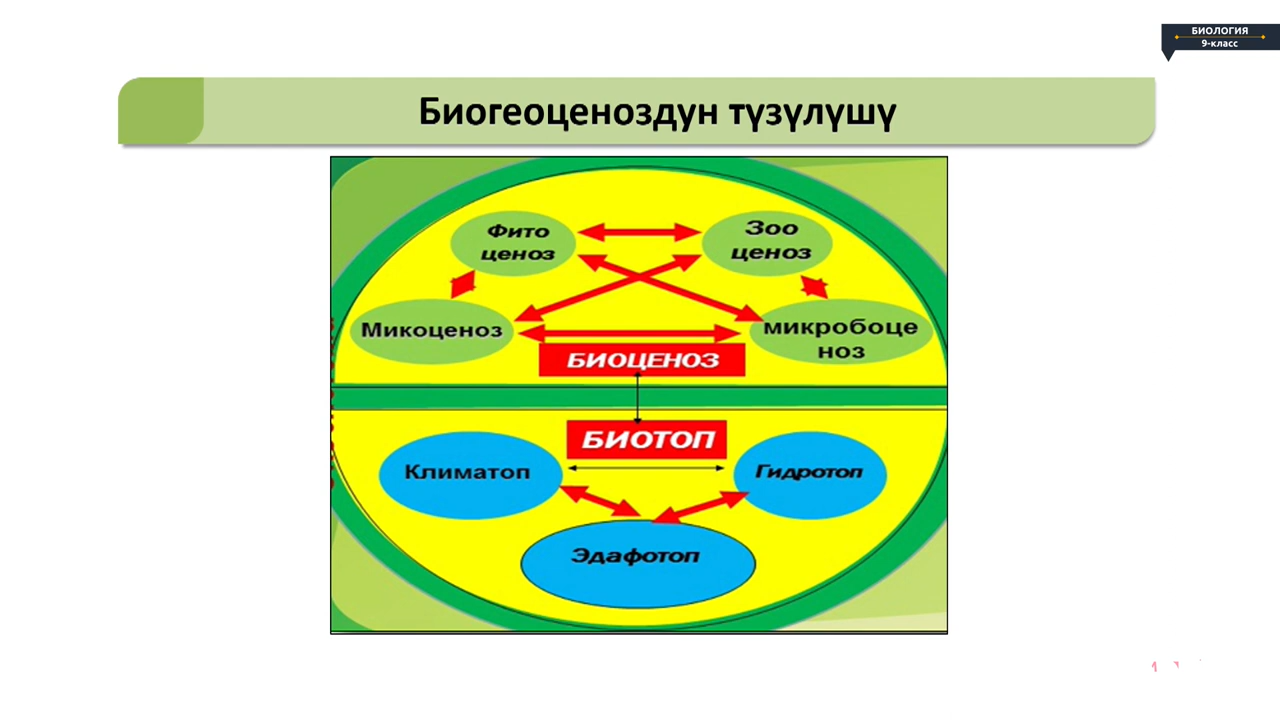 БИОЛОГИЯ
9-класс
Биогеоценоздун түзүлүшү
Фито
ценоз
Зоо
ценоз
Микоценоз
микробоце
ноз
БИОЦЕНОЗ
БИОТОП
Климатоп
Гидротоп
Эдафотоп